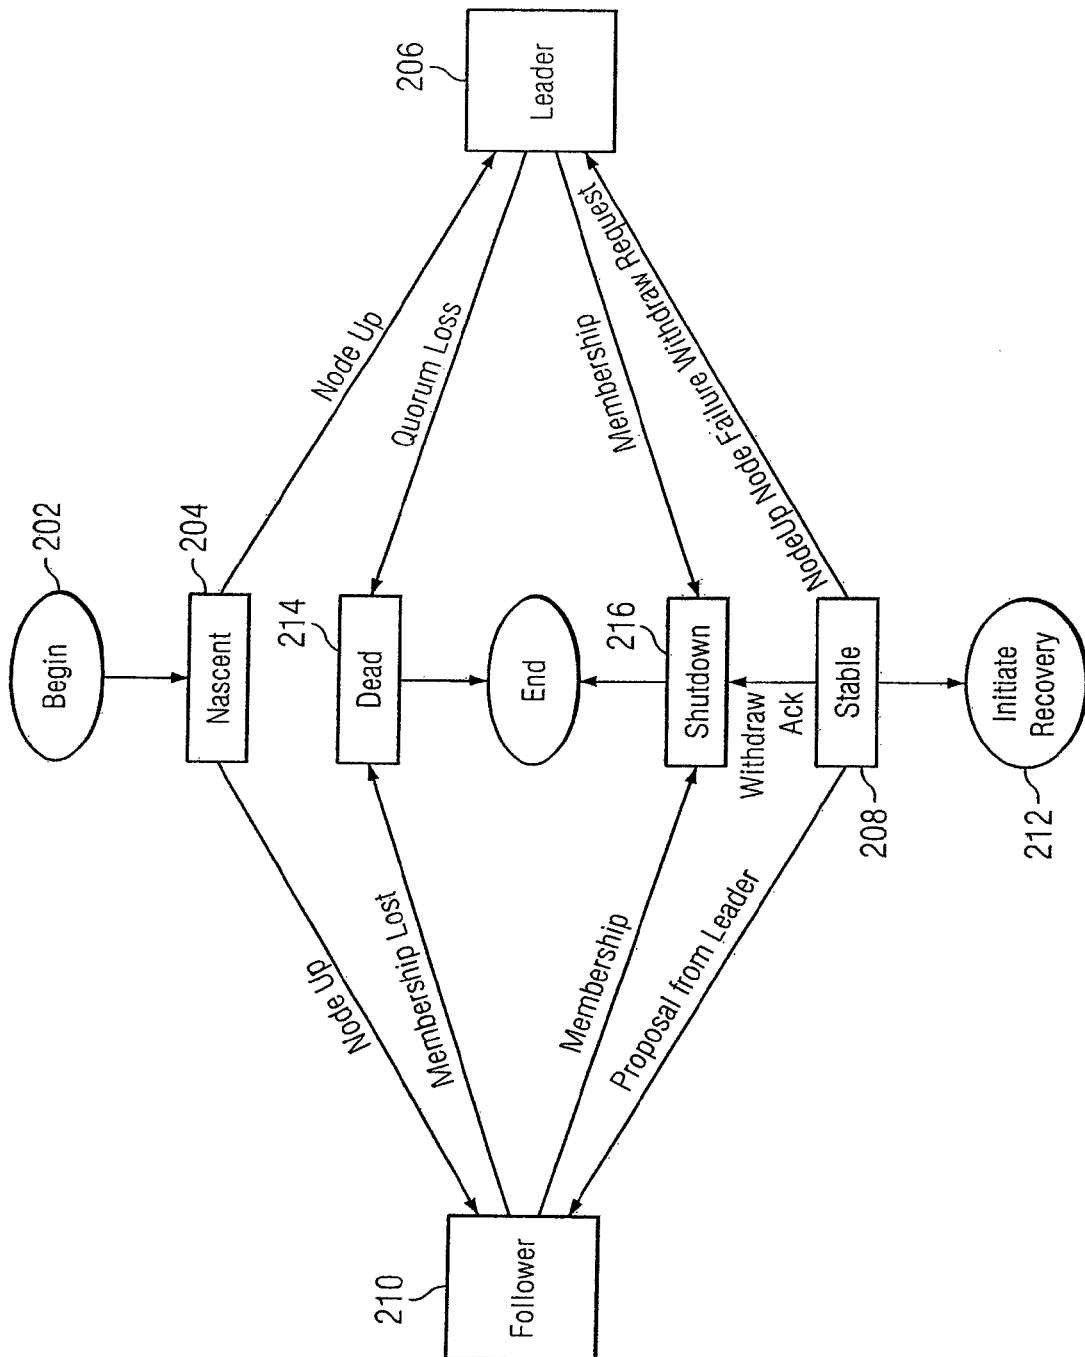 Begin
202
Nascent
204
Node Up
Node Up
Leader
206
Dead
214
Quorum Loss
Membership Lost
End
Follower
210
Shutdown
216
Membership
Membership
Withdraw
Ack
Stable
208
NodeUp Node Failure Withdraw Request
Proposal from Leader
Initiate
Recovery
212